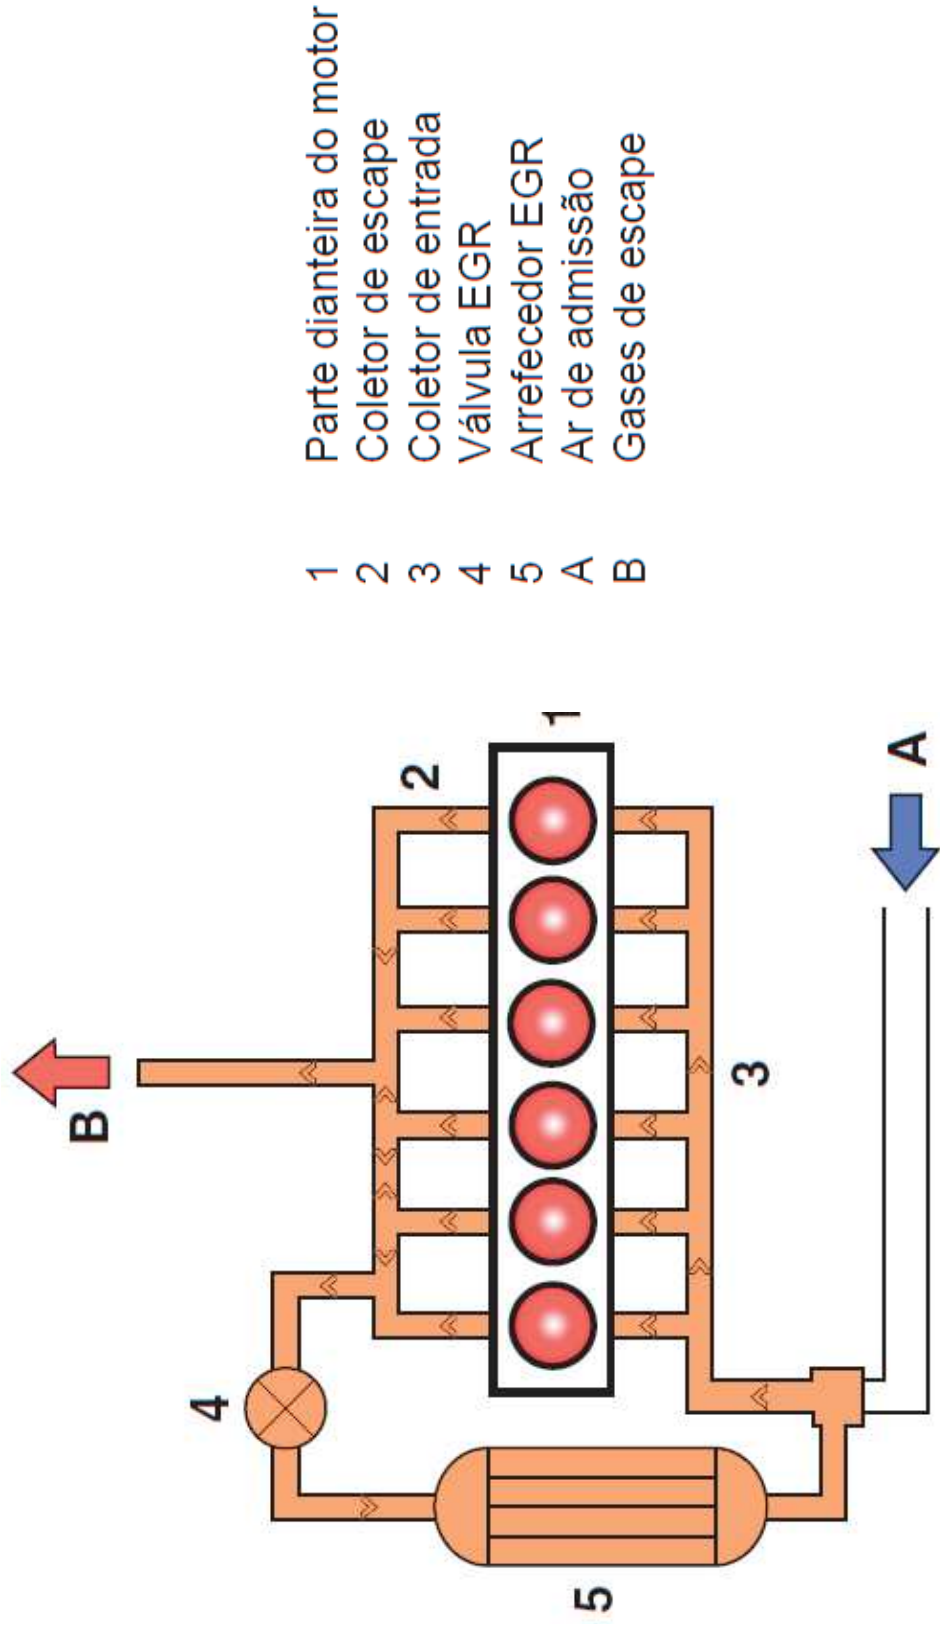 1 Parte dianteira do motor
2 Coletor de escape
3 Coletor de entrada
4 Válvula EGR
5 Arrefecedor EGR
A Ar de admissão
B Gases de escape
4
B
2
1
5
3
A